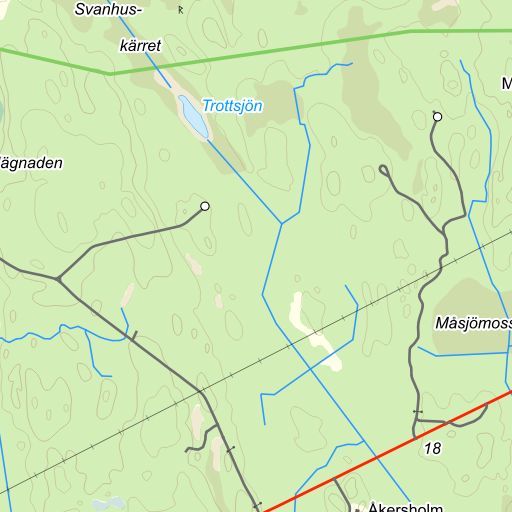 Svanhus-
kärret
Trottsjön
M
ägnaden
Måsjömoss
18
Åkersholm